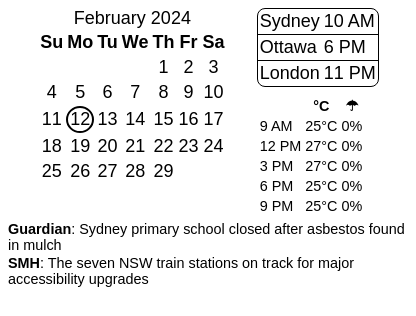 February 2024
Su Mo Tu We Th Fr Sa
1 2 3
4 5 6 7 8 9 10
11 12 13 14 15 16 17
18 19 20 21 22 23 24
25 26 27 28 29
Sydney 10 AM
Ottawa 6 PM
London 11 PM
°C ☂
9 AM 25°C 0%
12 PM 27°C 0%
3 PM 27°C 0%
6 PM 25°C 0%
9 PM 25°C 0%
Guardian: Sydney primary school closed after asbestos found
in mulch
SMH: The seven NSW train stations on track for major
accessibility upgrades